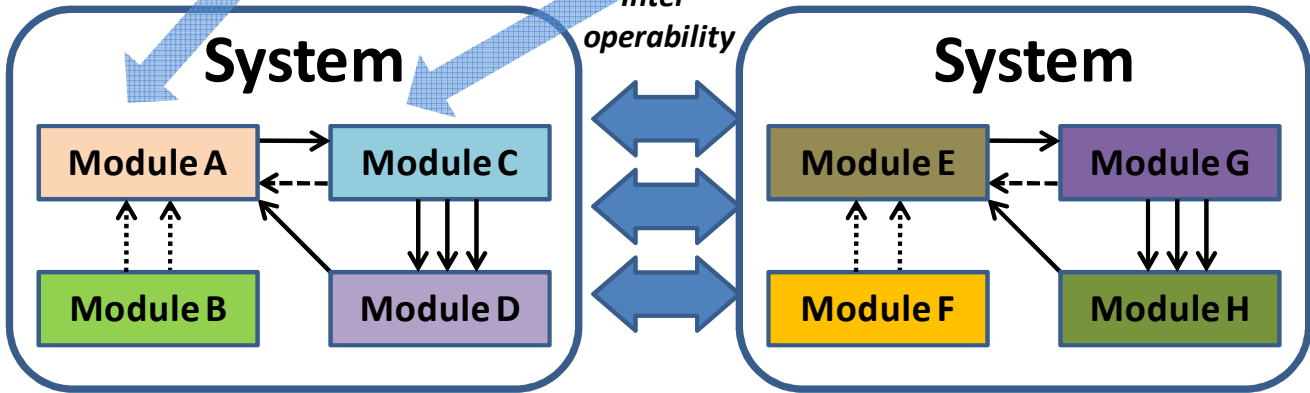 inter
operability
System
System
Module A
Module C
Module E
Module G
Module B
Module D
Module F
Module H